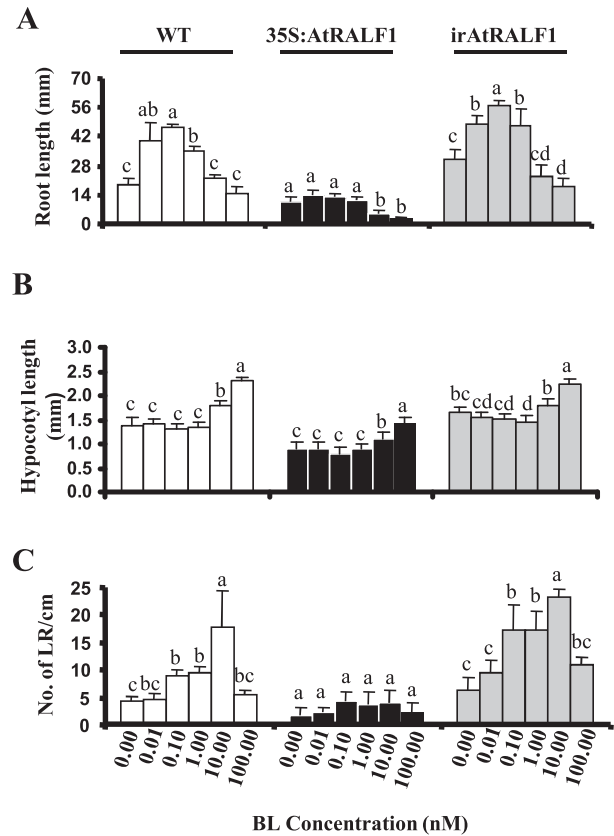 A
WT 35S:AtRALF1 irAtRALF1
Root length (mm)
70
56
42
28
14
0
c ab a b c c
a a a a b b
c b a b cd d
B
Hypocotyl length
(mm)
3.0
2.5
2.0
1.5
1.0
0.5
0.0
c c c c b a
c c c c b a
bc cd cd d b a
C
No. of LR/cm
25
20
15
10
5
0
c bc b b a bc
a a a a a a
c c b b a bc
0.00 0.01 0.10 1.00 10.00 100.00
0.00 0.01 0.10 1.00 10.00 100.00
0.00 0.01 0.10 1.00 10.00 100.00
BL Concentration (nM)